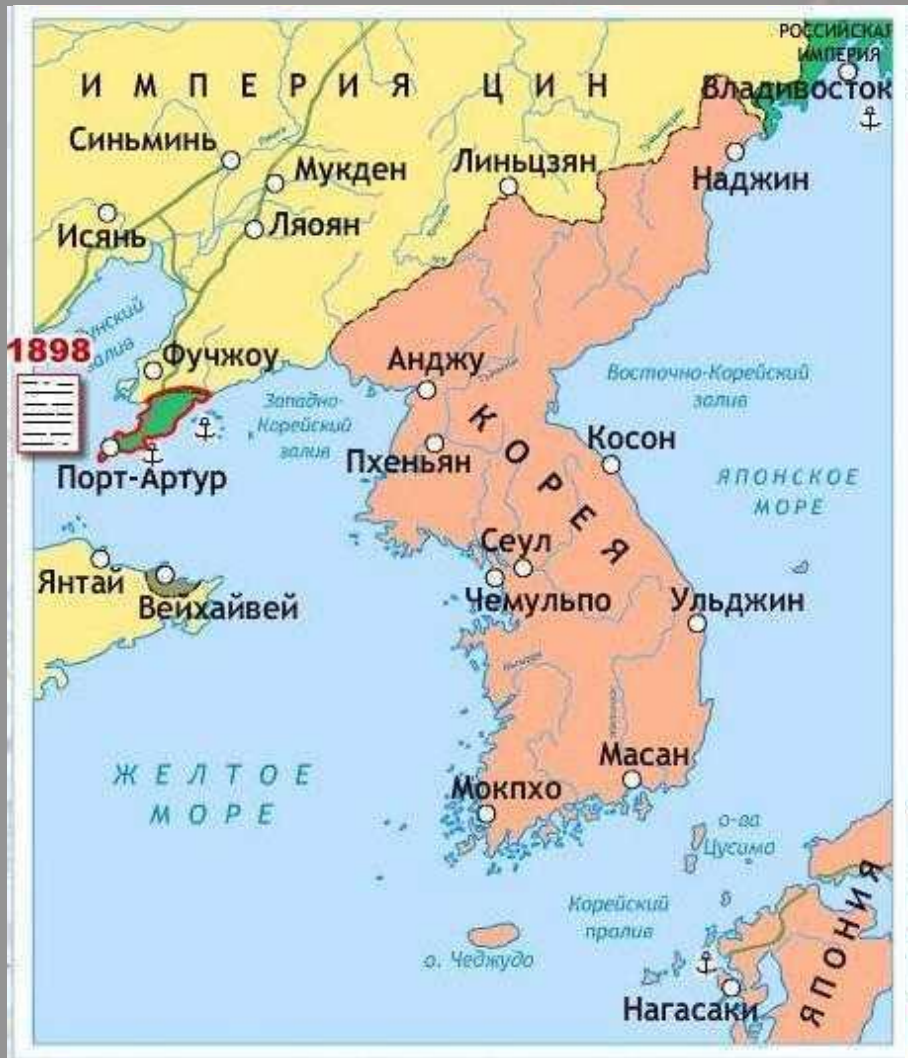 РОССИЙСКАЯ
ИМПЕРИЯ
ИМПЕРИЯ ЦИН
Владивосток
Синьминь
Мукден
Линьцзян
Наджин
Исянь
Ляоян
залив
1898
Фучжоу
Анджу
Восточно-Корейский
залив
Западно-
Корейский
залив
КОРЕЯ
Косон
Пхеньян
Порт-Артур
ЯПОНСКОЕ
МОРЕ
Сеул
Янтай
Вейхайвей
Чемульпо
Ульджин
ЖЕЛТОЕ
МОРЕ
Масан
Мокпхо
о-ва
Цусима
Корейский
пролив
о. Чеджудо
ЯПОНИЯ
Нагасаки